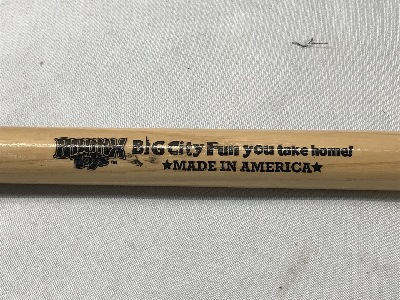 Big City Fun you take home!
★MADE IN AMERICA★